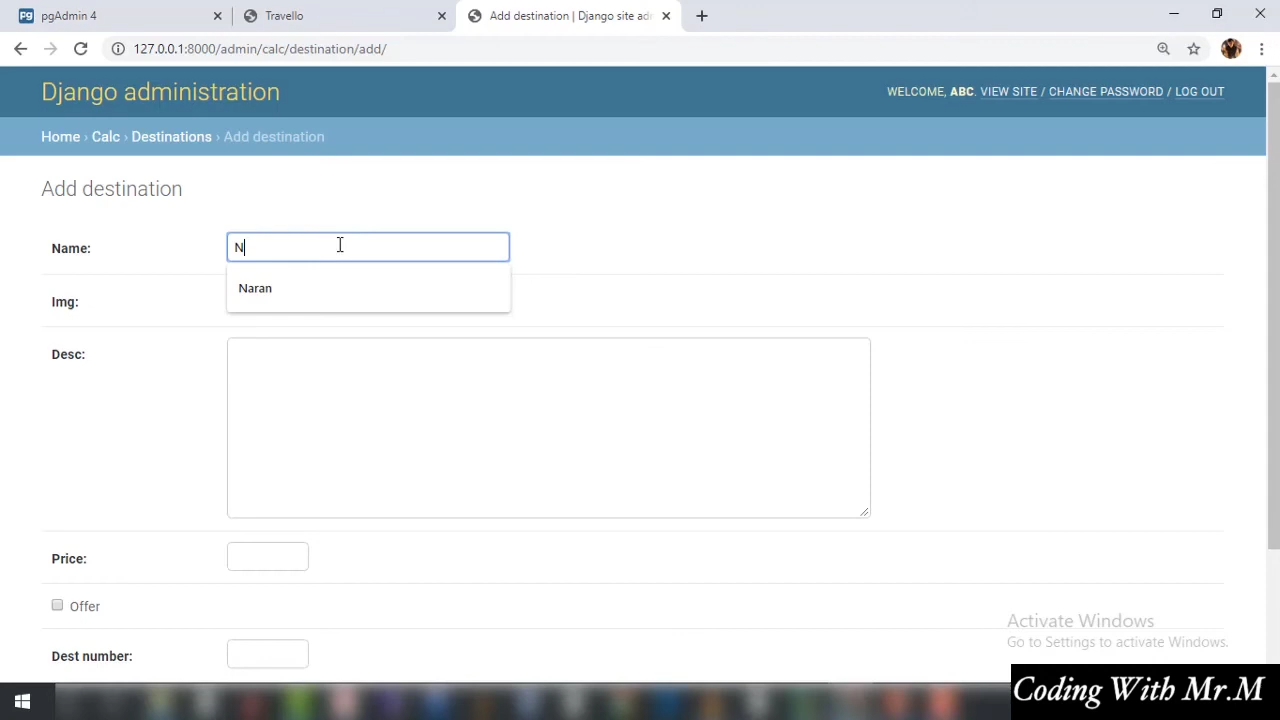 pgAdmin 4
Travello
Add destination | Django site adm
127.0.0.1:8000/admin/calc/destination/add/
Django administration
WELCOME, ABC. VIEW SITE / CHANGE PASSWORD / LOG OUT
Home › Calc › Destinations › Add destination
Add destination
Name:
N
Naran
Img:
Desc:
Price:
Offer
Dest number:
Activate Windows
Go to Settings to activate Windows.
Coding With Mr.M